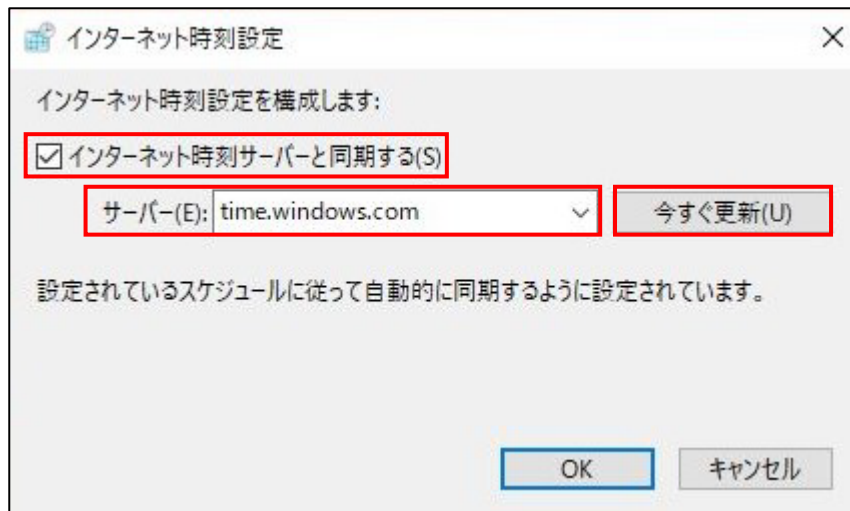 インターネット時刻設定
インターネット時刻設定を構成します:
インターネット時刻サーバーと同期する(S)
サーバー(E): time.windows.com 今すぐ更新(U)
設定されているスケジュールに従って自動的に同期するように設定されています。
OK キャンセル